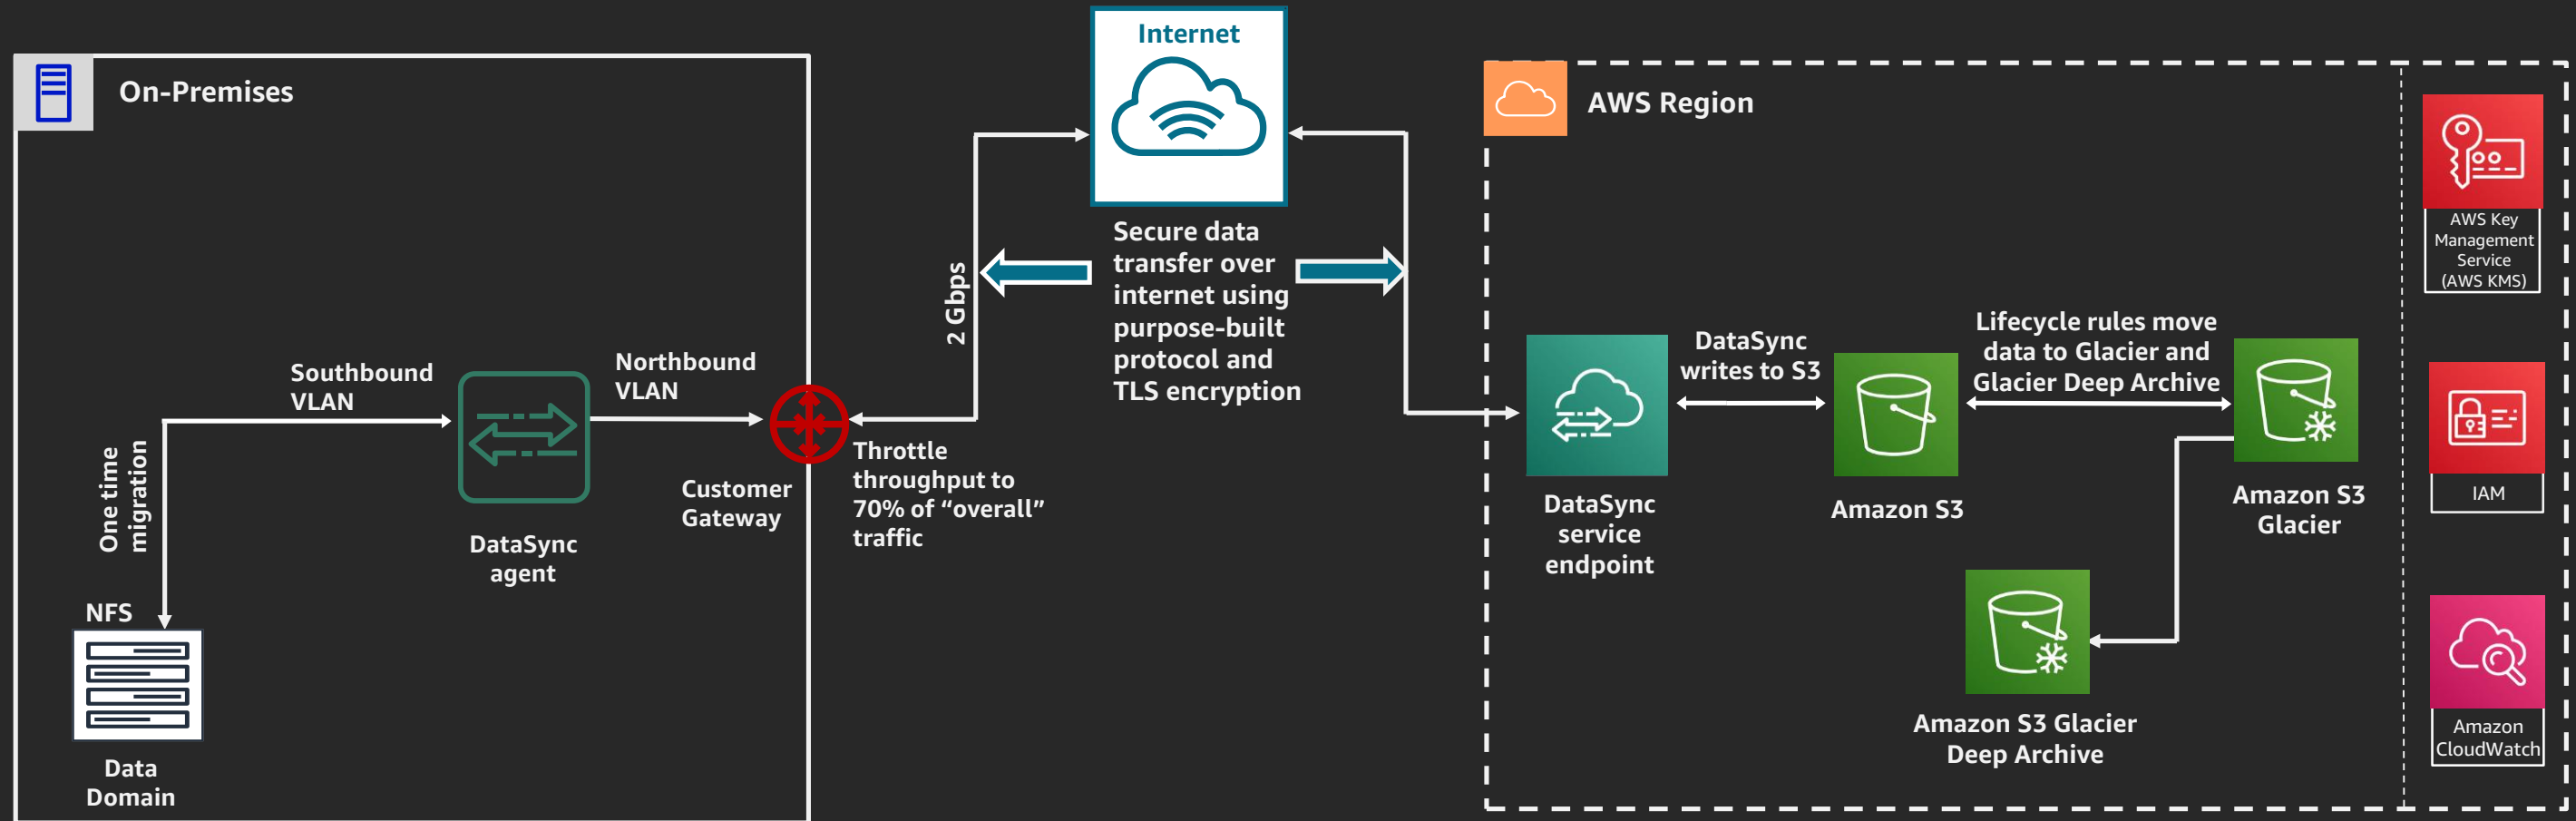 On-Premises
Southbound
VLAN
Northbound
VLAN
One time
migration
NFS
Data
Domain
DataSync
agent
Customer
Gateway
Throttle
throughput to
70% of “overall”
traffic
2 Gbps
Internet
Secure data
transfer over
internet using
purpose-built
protocol and
TLS encryption
AWS Region
DataSync
service
endpoint
DataSync
writes to S3
Amazon S3
Lifecycle rules move
data to Glacier and
Glacier Deep Archive
Amazon S3
Glacier
Amazon S3 Glacier
Deep Archive
AWS Key
Management
Service
(AWS KMS)
IAM
Amazon
CloudWatch